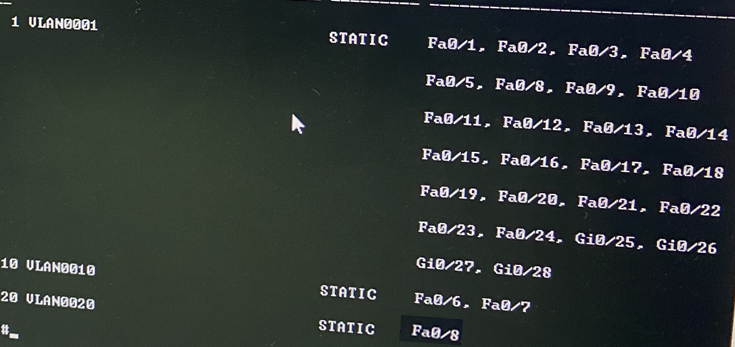 1 VLAN0001 STATIC Fa0/1, Fa0/2, Fa0/3, Fa0/4
Fa0/5, Fa0/8, Fa0/9, Fa0/10
Fa0/11, Fa0/12, Fa0/13, Fa0/14
Fa0/15, Fa0/16, Fa0/17, Fa0/18
Fa0/19, Fa0/20, Fa0/21, Fa0/22
Fa0/23, Fa0/24, Gi0/25, Gi0/26
Gi0/27, Gi0/28
10 VLAN0010 STATIC Fa0/6, Fa0/7
20 VLAN0020 STATIC Fa0/8
#_